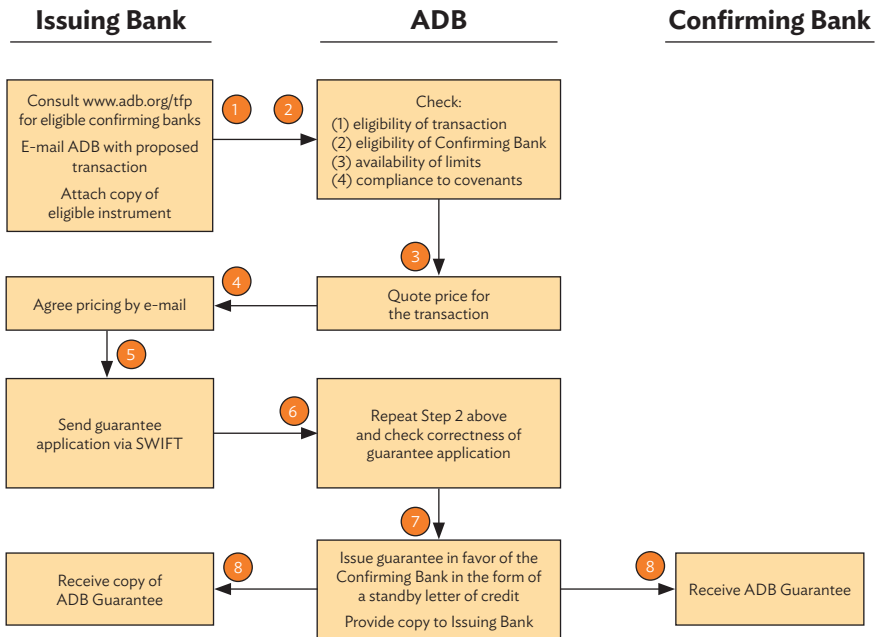 Issuing Bank
ADB
Confirming Bank
Consult www.adb.org/tfp
for eligible confirming banks
E-mail ADB with proposed
transaction
Attach copy of
eligible instrument
1
2
Check:
(1) eligibility of transaction
(2) eligibility of Confirming Bank
(3) availability of limits
(4) compliance to covenants
3
Quote price for
the transaction
4
Agree pricing by e-mail
5
Send guarantee
application via SWIFT
6
Repeat Step 2 above
and check correctness of
guarantee application
7
Issue guarantee in favor of the
Confirming Bank in the form of
a standby letter of credit
Provide copy to Issuing Bank
8
Receive copy of
ADB Guarantee
8
Receive ADB Guarantee